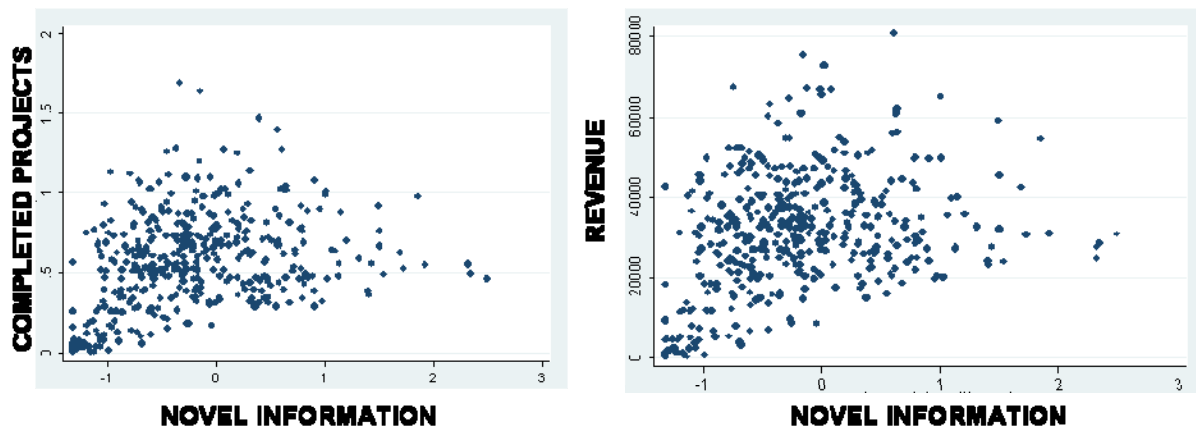 COMPLETED PROJECTS
2
1.5
1
.5
0
-1 0 1 2 3
NOVEL INFORMATION
REVENUE
80000
60000
40000
20000
0
-1 0 1 2 3
NOVEL INFORMATION